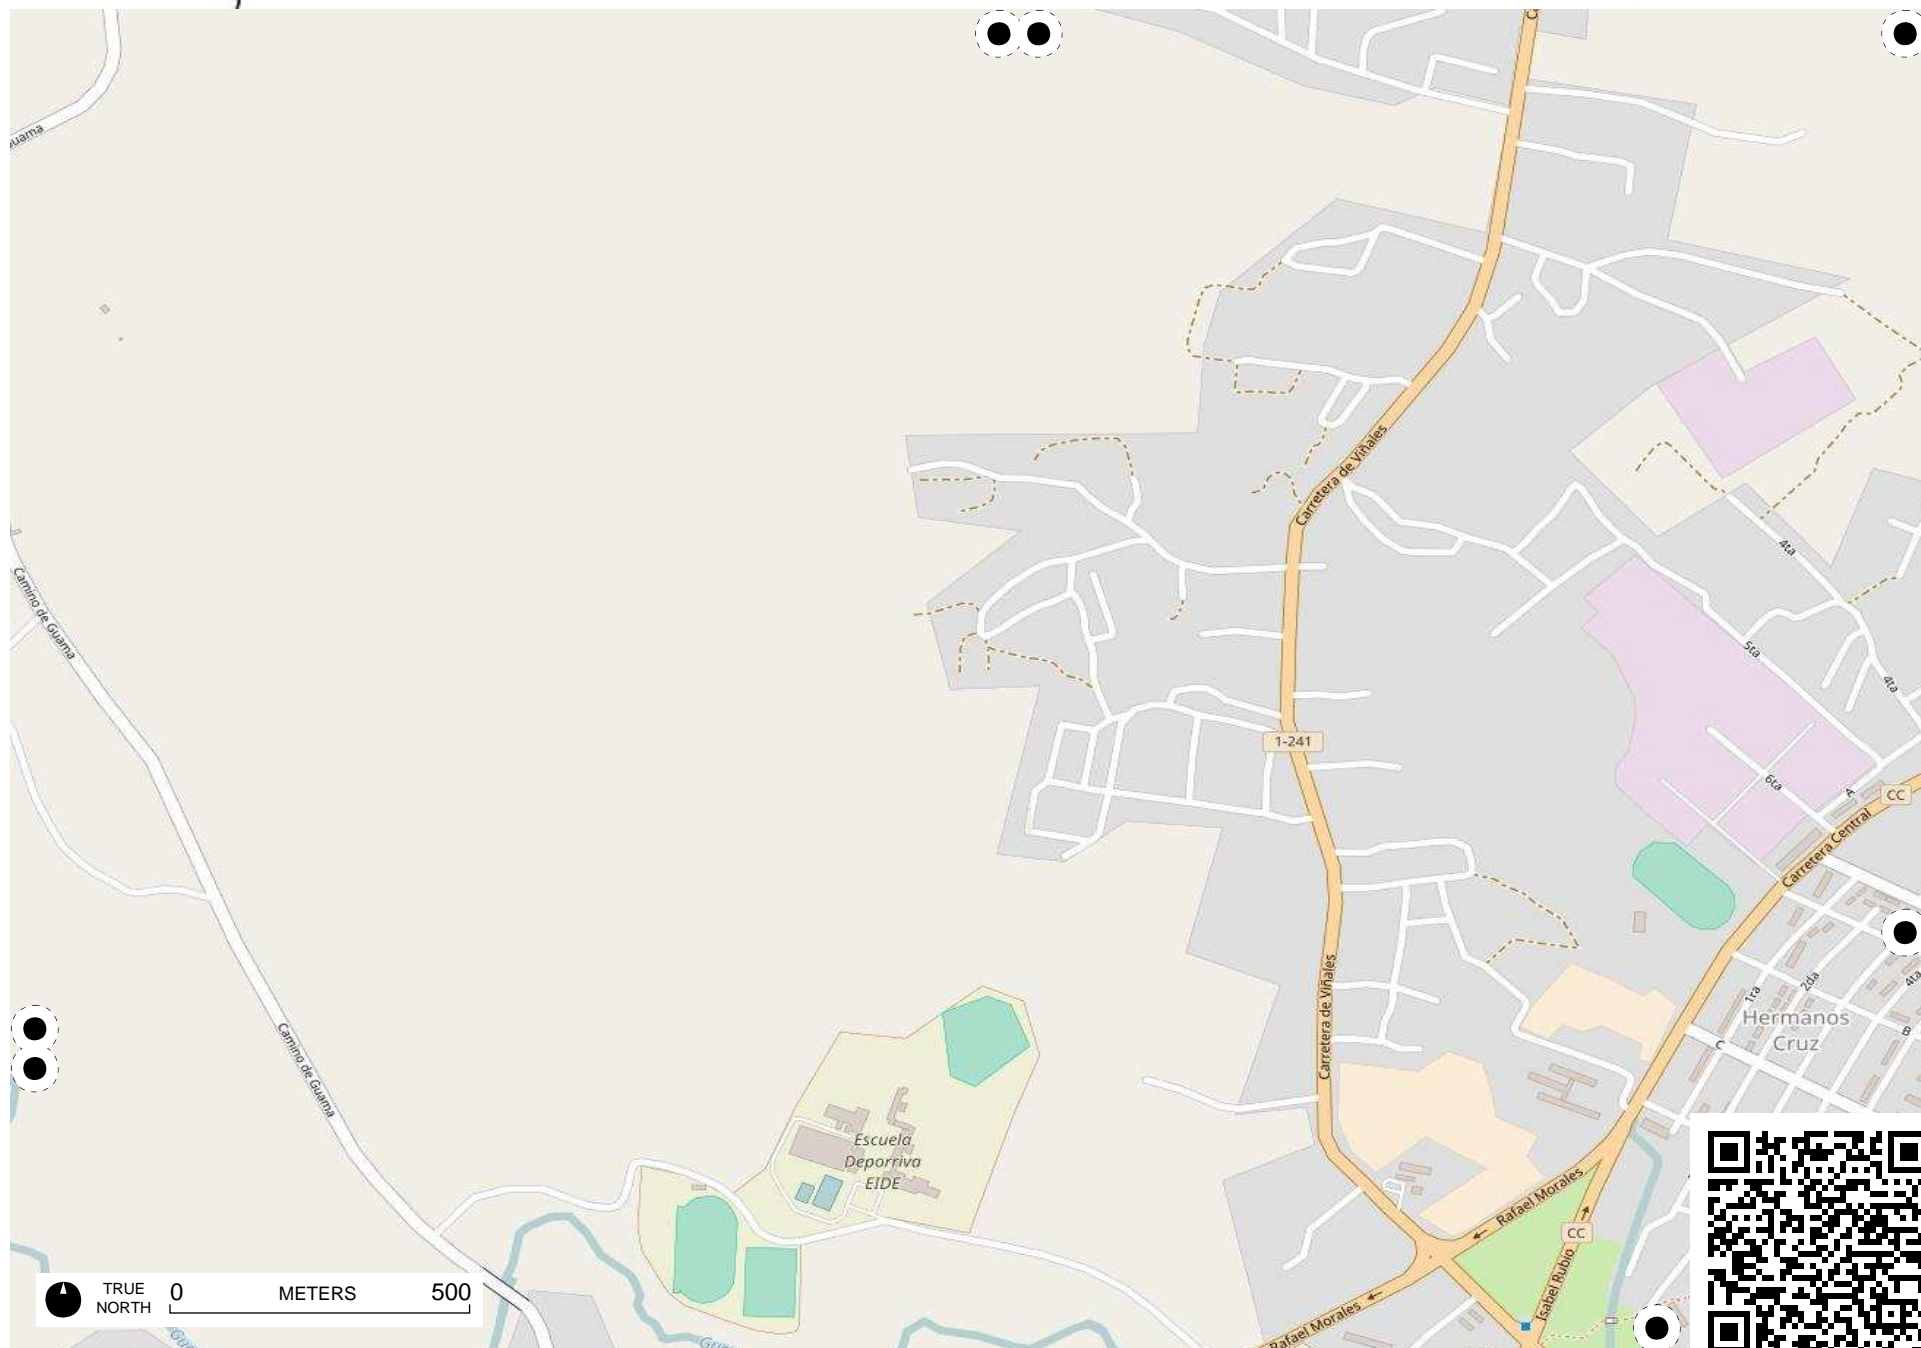 Carretera de Viñales
4ta
Camino de Guama
5ta
4ta
1-241
6ta
A
CC
Carretera Central
Carretera de Viñales
1ra
2da
4ta
Hermanos
Cruz
B
C
Camino de Guama
Escuela
Deporriva
EIDE
Rafael Morales
CC
Isabel Rubio
Rafael Morales
TRUE
NORTH
0 METERS 500